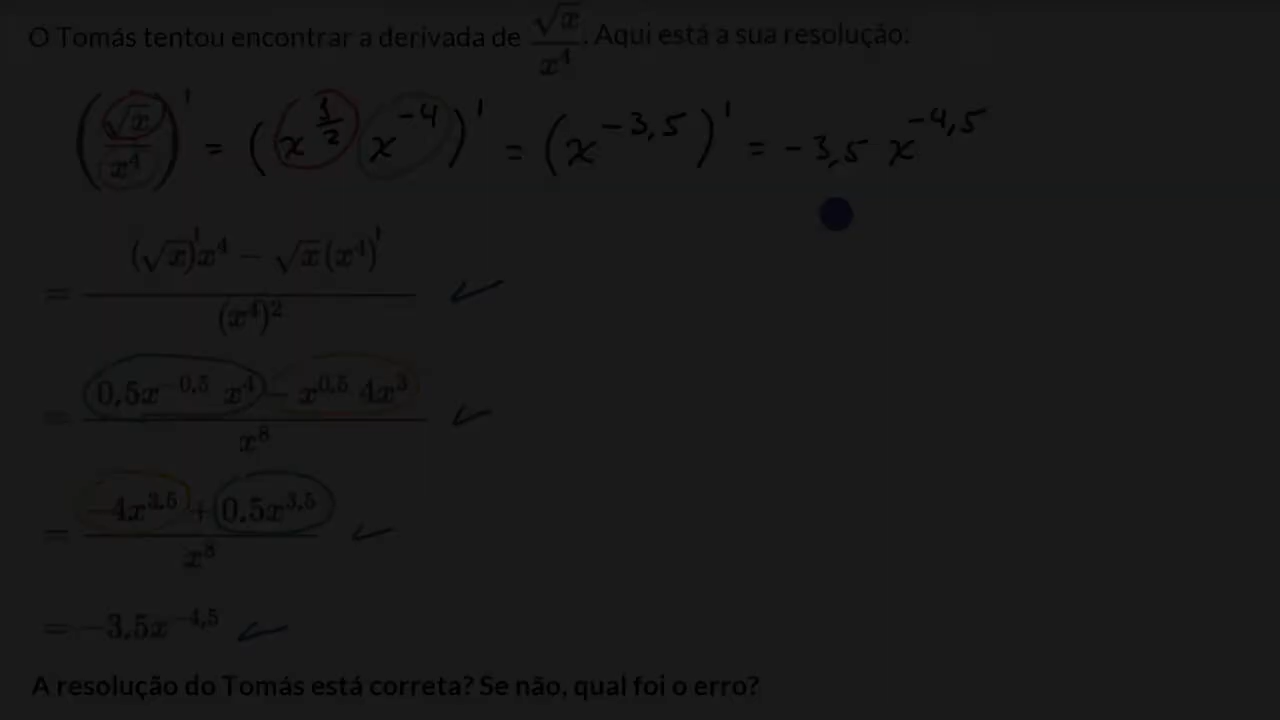 O Tomás tentou encontrar a derivada de √x/x⁴. Aqui está a sua resolução:
(√x/x⁴)' = (x^(1/2) x^(-4))' = (x^(-3,5))' = -3,5 x^(-4,5)
= ((√x)'x⁴ − √x(x⁴)')/(x⁴)²
= (0,5x^(-0,5) x⁴ − x^(0,5) 4x³)/x⁸
= (−4x^(3,5) + 0,5x^(3,5))/x⁸
= −3,5x^(−4,5)
A resolução do Tomás está correta? Se não, qual foi o erro?